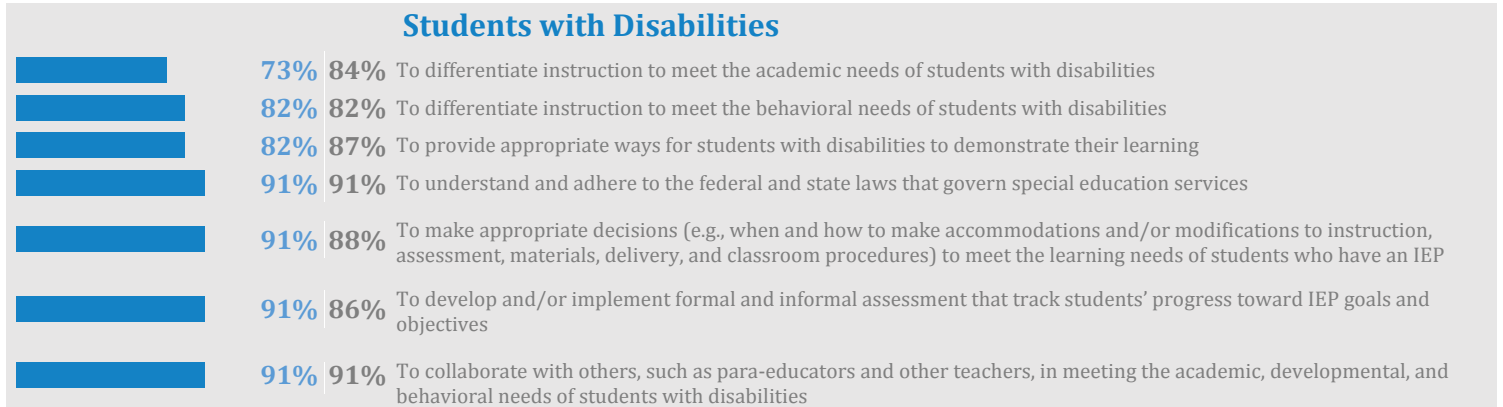 Students with Disabilities
73% 84% To differentiate instruction to meet the academic needs of students with disabilities
82% 82% To differentiate instruction to meet the behavioral needs of students with disabilities
82% 87% To provide appropriate ways for students with disabilities to demonstrate their learning
91% 91% To understand and adhere to the federal and state laws that govern special education services
91% 88% To make appropriate decisions (e.g., when and how to make accommodations and/or modifications to instruction,
assessment, materials, delivery, and classroom procedures) to meet the learning needs of students who have an IEP
91% 86% To develop and/or implement formal and informal assessment that track students’ progress toward IEP goals and
objectives
91% 91% To collaborate with others, such as para-educators and other teachers, in meeting the academic, developmental, and
behavioral needs of students with disabilities